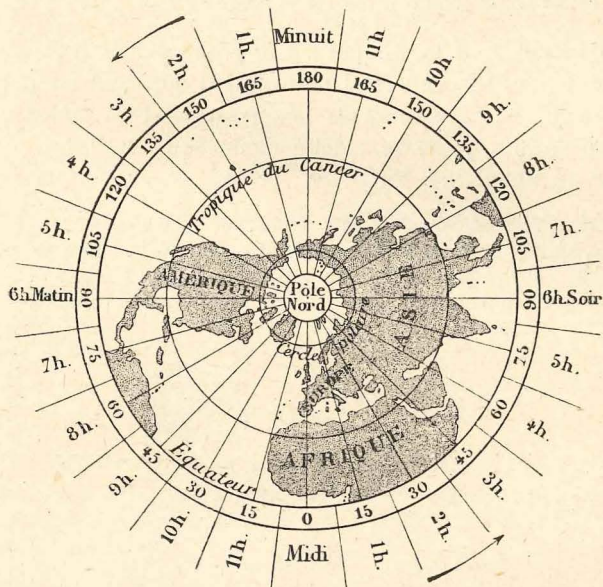 Minuit
11h.
10h.
9h.
8h.
7h.
6h. Soir
5h.
4h.
3h.
2h.
1h.
Midi
11h.
10h.
9h.
8h.
7h.
6h. Matin
5h.
4h.
3h.
2h.
1h.
180
165
150
135
120
105
90
75
60
45
30
15
0
15
30
45
60
75
90
105
120
135
150
165
Tropique du Cancer
AMÉRIQUE
Pôle
Nord
Cercle polaire
ASIE
EUROPE
AFRIQUE
Équateur